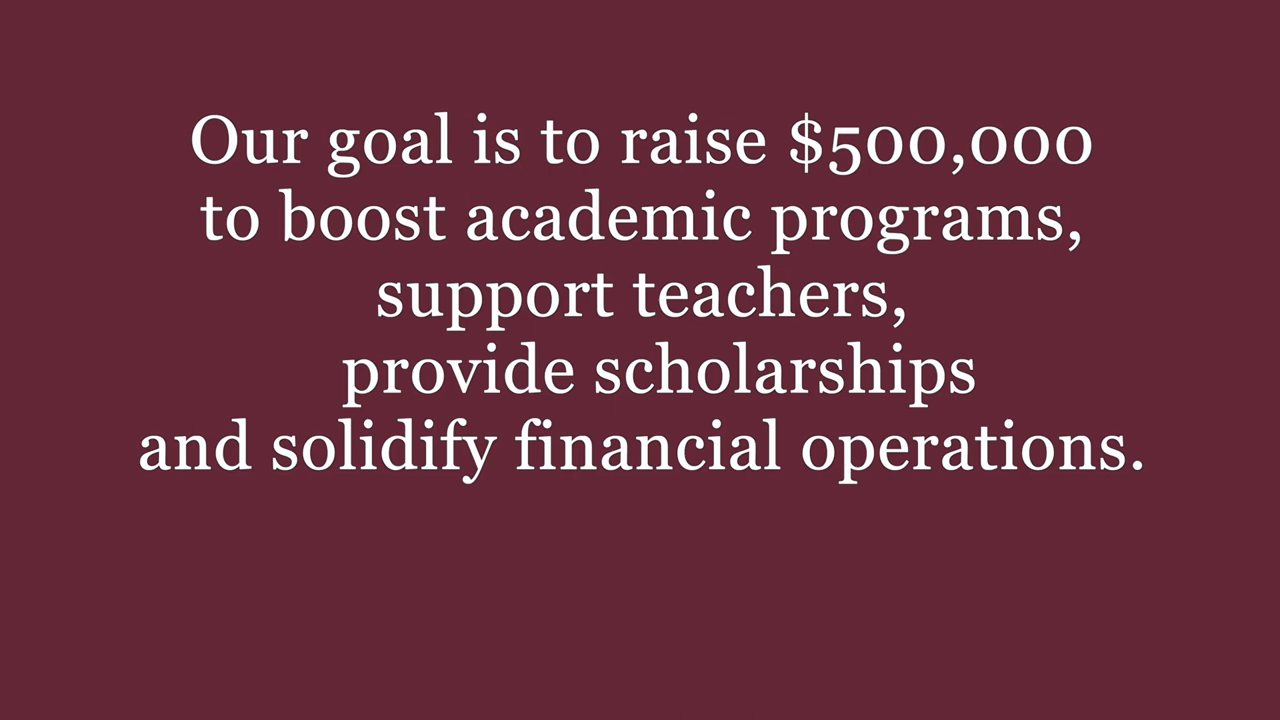 Our goal is to raise $500,000
to boost academic programs,
support teachers,
provide scholarships
and solidify financial operations.